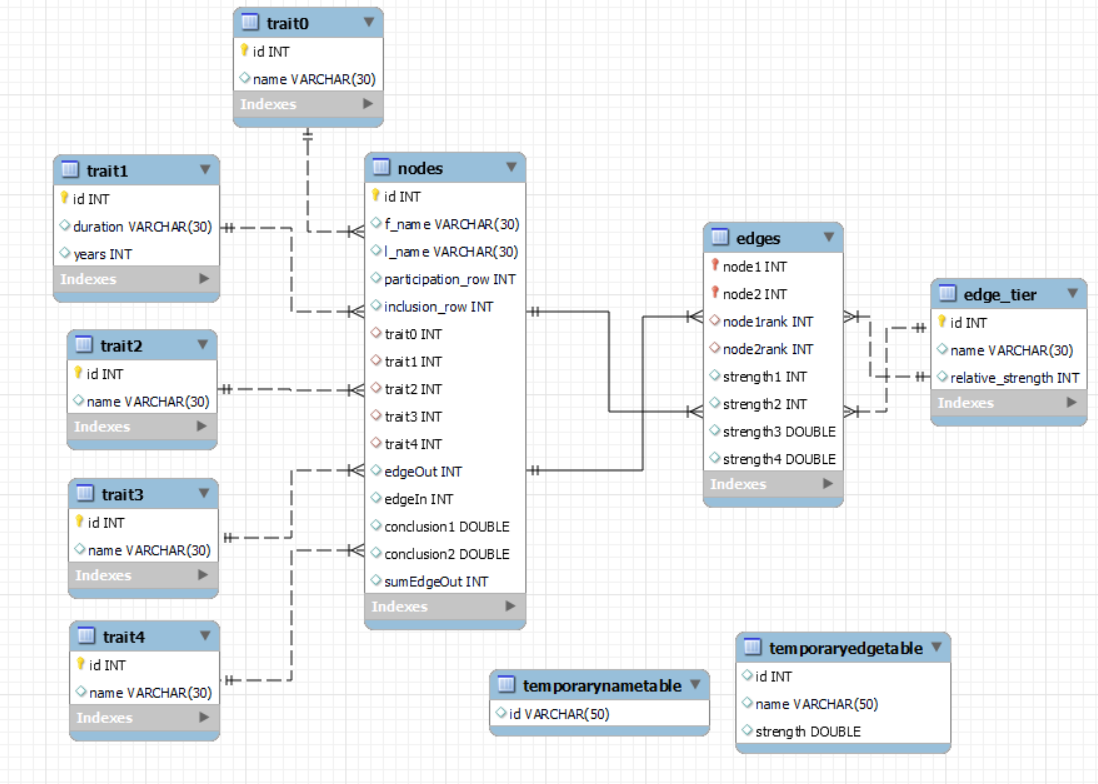 trait0
id INT
name VARCHAR(30)
Indexes
trait1
id INT
duration VARCHAR(30)
years INT
Indexes
trait2
id INT
name VARCHAR(30)
Indexes
trait3
id INT
name VARCHAR(30)
Indexes
trait4
id INT
name VARCHAR(30)
Indexes
nodes
id INT
f_name VARCHAR(30)
l_name VARCHAR(30)
participation_row INT
inclusion_row INT
trait0 INT
trait1 INT
trait2 INT
trait3 INT
trait4 INT
edgeOut INT
edgeIn INT
conclusion1 DOUBLE
conclusion2 DOUBLE
sumEdgeOut INT
Indexes
edges
node1 INT
node2 INT
node1rank INT
node2rank INT
strength1 INT
strength2 INT
strength3 DOUBLE
strength4 DOUBLE
Indexes
edge_tier
id INT
name VARCHAR(30)
relative_strength INT
Indexes
temporarynametable
id VARCHAR(50)
temporaryedgetable
id INT
name VARCHAR(50)
strength DOUBLE